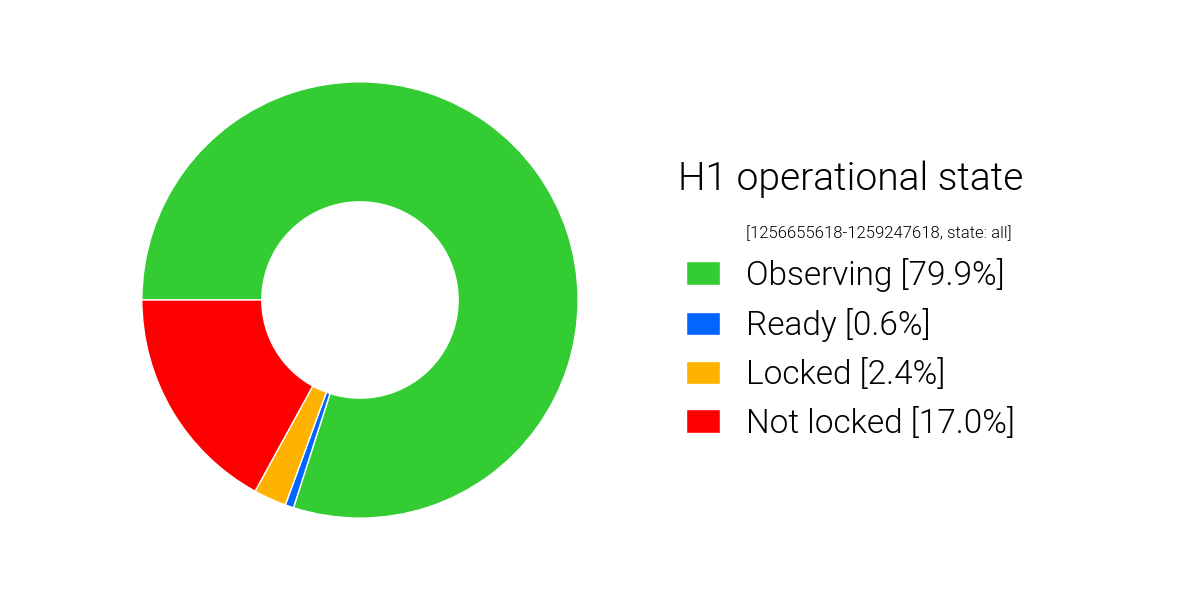 H1 operational state
[1256655618-1259247618, state: all]
Observing [79.9%]
Ready [0.6%]
Locked [2.4%]
Not locked [17.0%]